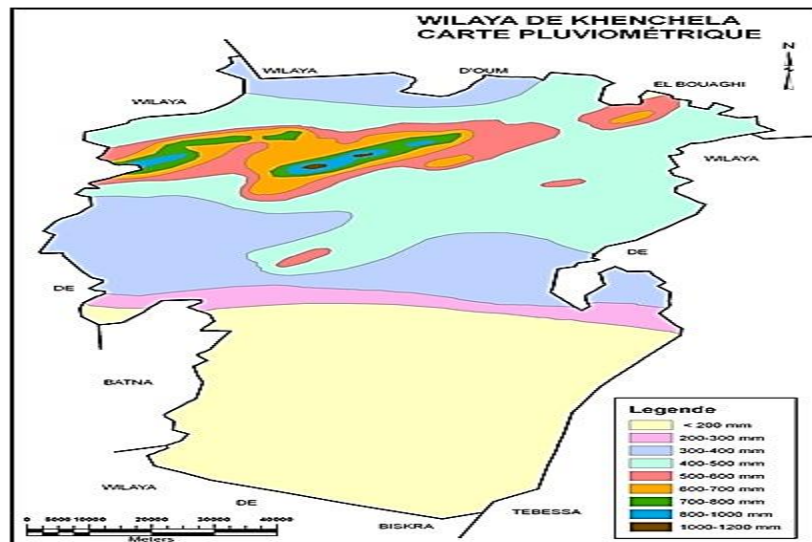 WILAYA DE KHENCHELA
CARTE PLUVIOMÉTRIQUE
N
WILAYA
D'OUM
EL BOUAGHI
WILAYA
WILAYA
DE
DE
BATNA
WILAYA
DE
BISKRA
TEBESSA
Legende
< 200 mm
200-300 mm
300-400 mm
400-500 mm
500-600 mm
600-700 mm
700-800 mm
800-1000 mm
1000-1200 mm
0 5000 10000 20000 30000 40000
Meters